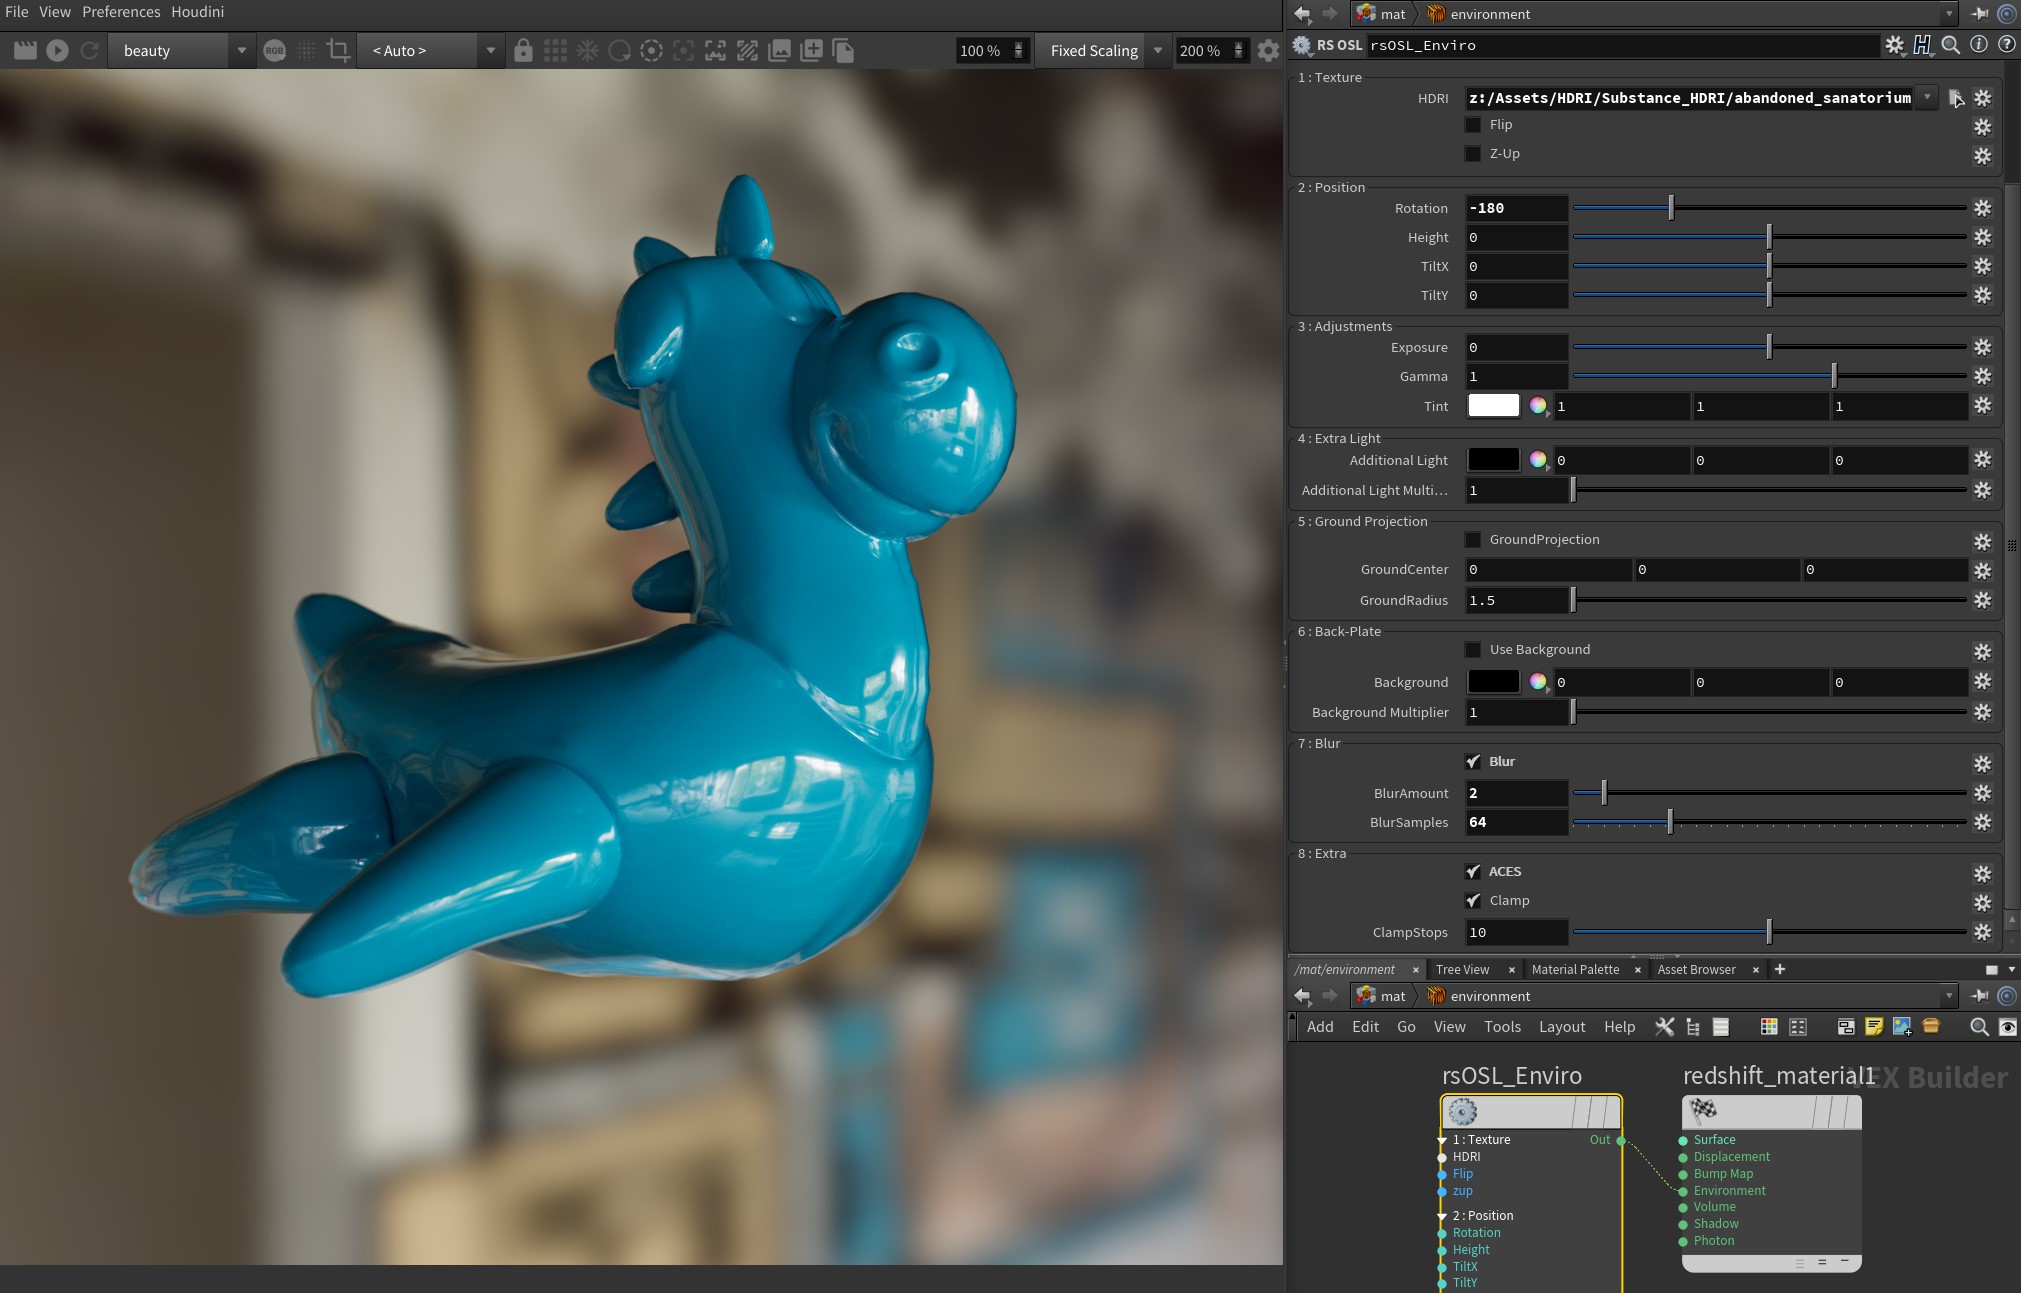 File View Preferences Houdini
beauty RGB < Auto > 100 % Fixed Scaling 200 %
mat environment
RS OSL rsOSL_Enviro
1 : Texture
HDRI z:/Assets/HDRI/Substance_HDRI/abandoned_sanatorium
Flip
Z-Up
2 : Position
Rotation -180
Height 0
TiltX 0
TiltY 0
3 : Adjustments
Exposure 0
Gamma 1
Tint 1 1 1
4 : Extra Light
Additional Light 0 0 0
Additional Light Multi... 1
5 : Ground Projection
GroundProjection
GroundCenter 0 0 0
GroundRadius 1.5
6 : Back-Plate
Use Background
Background 0 0 0
Background Multiplier 1
7 : Blur
Blur
BlurAmount 2
BlurSamples 64
8 : Extra
ACES
Clamp
ClampStops 10
/mat/environment × Tree View × Material Palette × Asset Browser × +
mat environment
Add Edit Go View Tools Layout Help
VEX Builder
rsOSL_Enviro
1 : Texture Out
HDRI
Flip
zup
2 : Position
Rotation
Height
TiltX
TiltY
redshift_material1
Surface
Displacement
Bump Map
Environment
Volume
Shadow
Photon